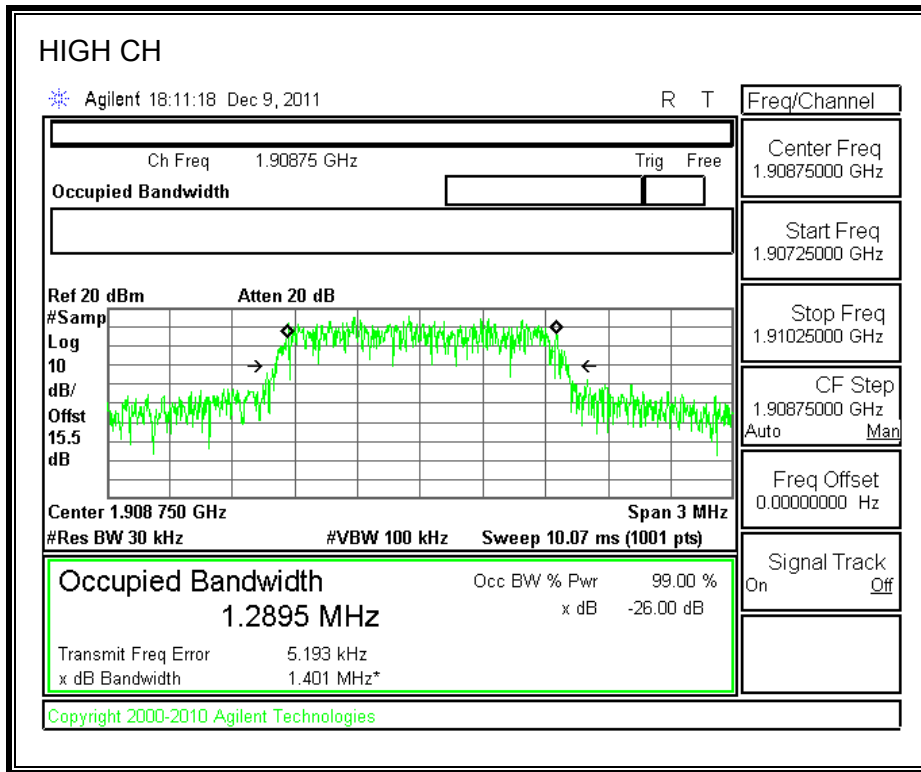 HIGH CH
Agilent 18:11:18 Dec 9, 2011 R T
Freq/Channel
Ch Freq 1.90875 GHz Trig Free
Occupied Bandwidth
Center Freq
1.90875000 GHz
Start Freq
1.90725000 GHz
Stop Freq
1.91025000 GHz
CF Step
1.90875000 GHz
Auto Man
Freq Offset
0.00000000 Hz
Signal Track
On Off
Ref 20 dBm Atten 20 dB
#Samp
Log
10
dB/
Offst
15.5
dB
Center 1.908 750 GHz Span 3 MHz
#Res BW 30 kHz #VBW 100 kHz Sweep 10.07 ms (1001 pts)
Occupied Bandwidth Occ BW % Pwr 99.00 %
1.2895 MHz x dB -26.00 dB
Transmit Freq Error 5.193 kHz
x dB Bandwidth 1.401 MHz*
Copyright 2000-2010 Agilent Technologies